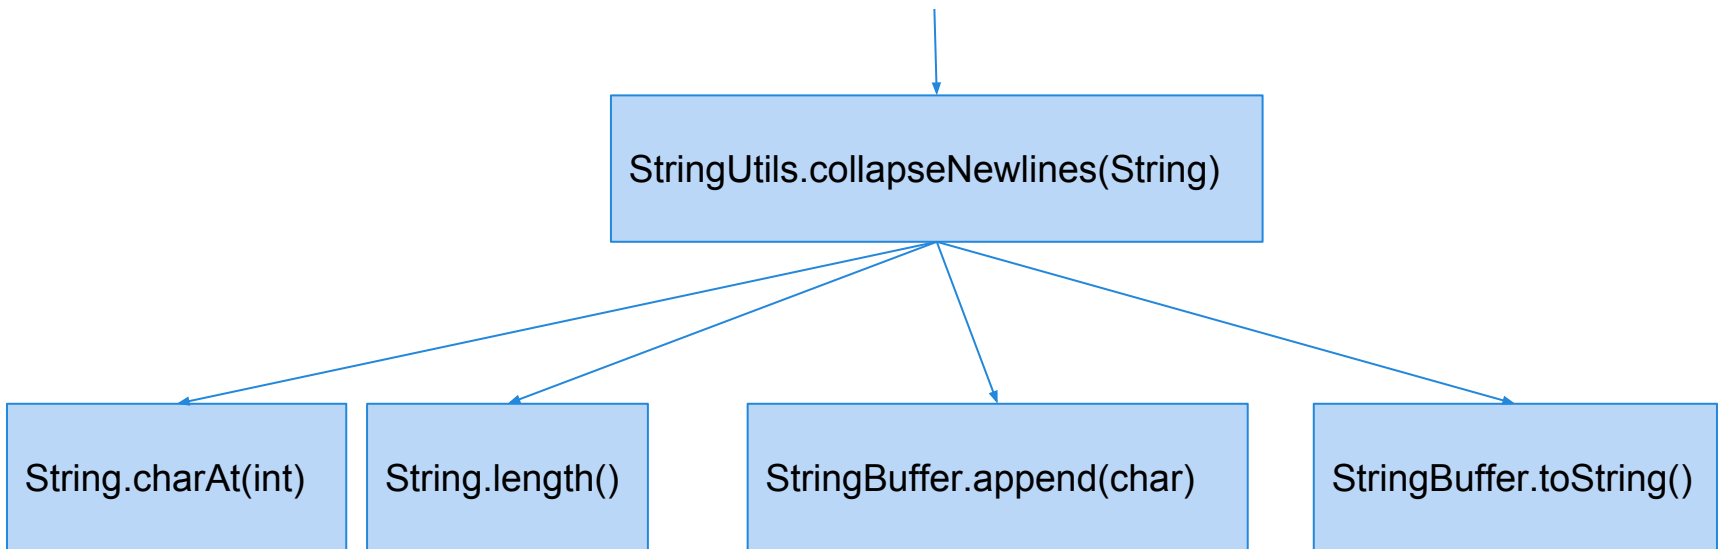 StringUtils.collapseNewlines(String)
String.charAt(int)
String.length()
StringBuffer.append(char)
StringBuffer.toString()